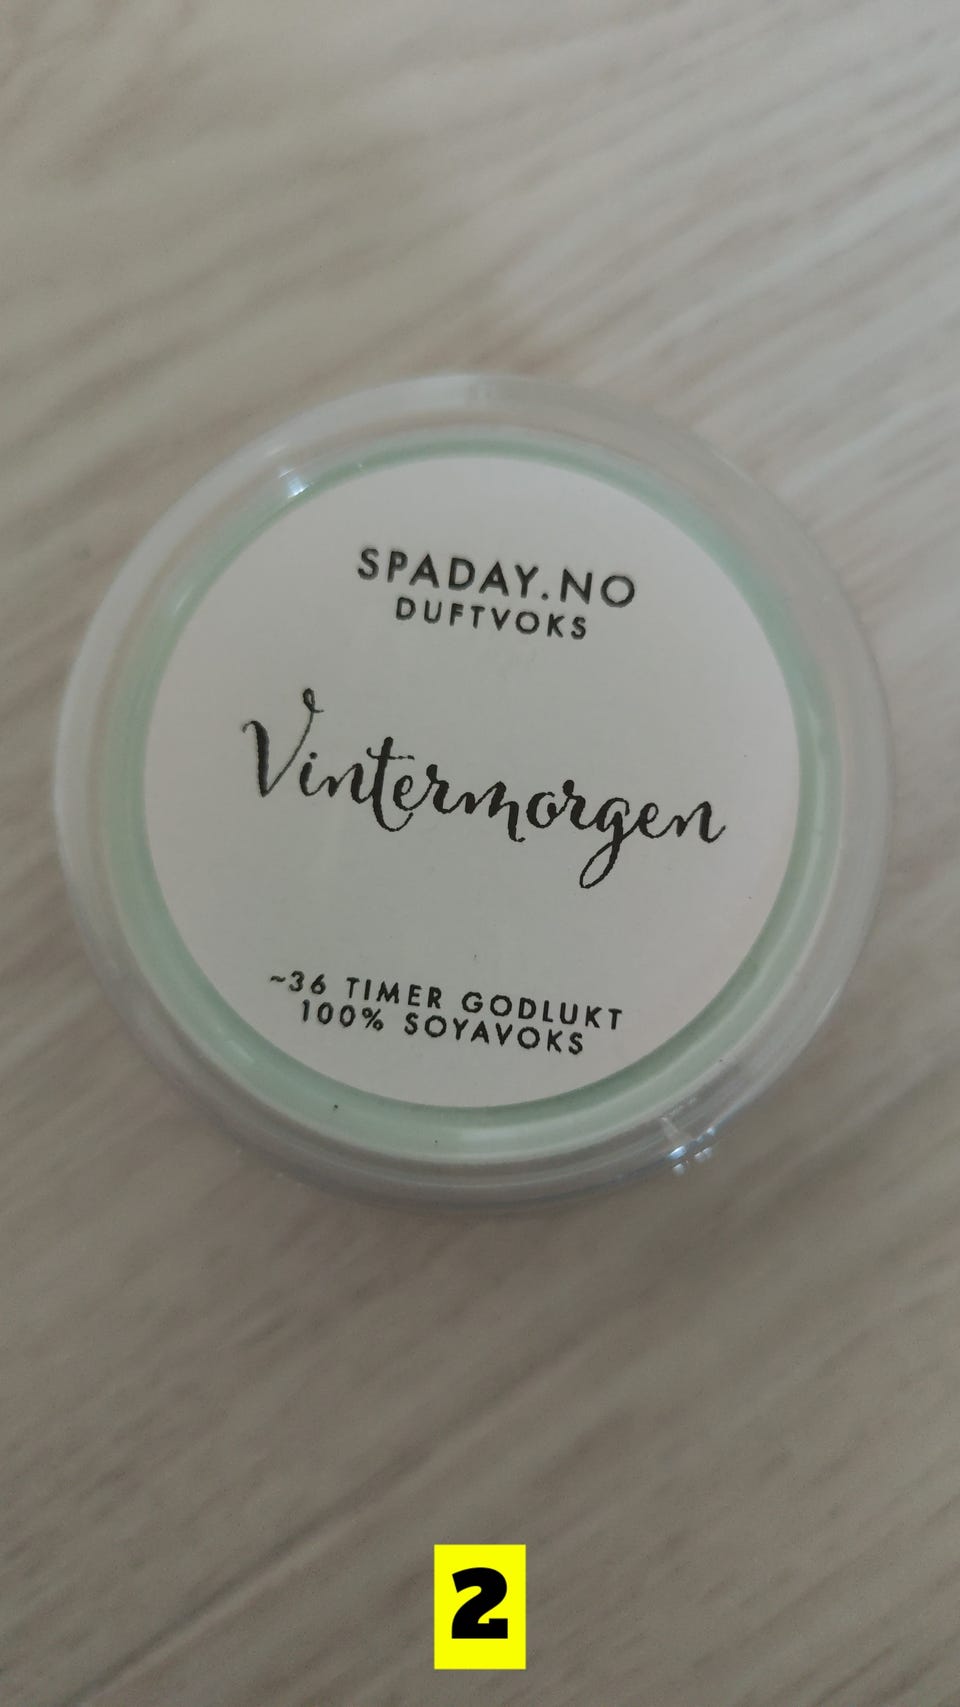 SPADAY.NO
DUFTVOKS
Vintermorgen
~36 TIMER GODLUKT
100% SOYAVOKS
2